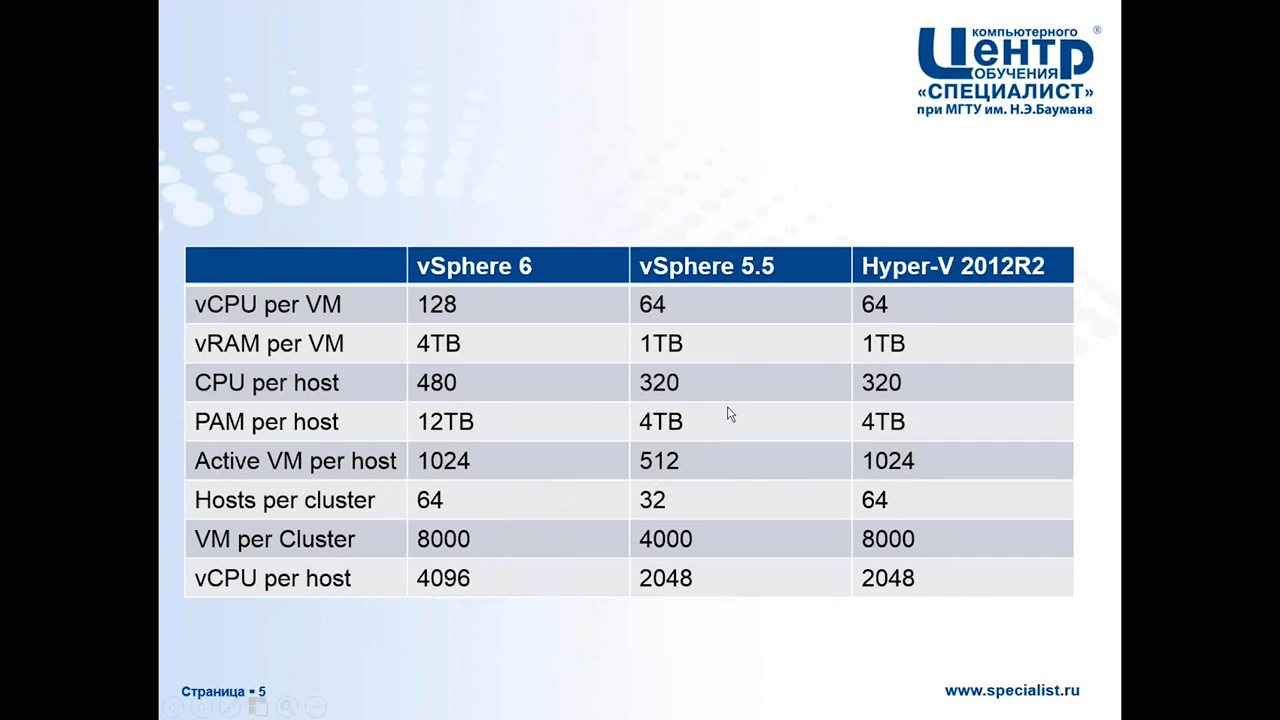 компьютерного
Центр®
ОБУЧЕНИЯ
«СПЕЦИАЛИСТ»
при МГТУ им. Н.Э.Баумана
vSphere 6 vSphere 5.5 Hyper-V 2012R2
vCPU per VM 128 64 64
vRAM per VM 4TB 1TB 1TB
CPU per host 480 320 320
PAM per host 12TB 4TB 4TB
Active VM per host 1024 512 1024
Hosts per cluster 64 32 64
VM per Cluster 8000 4000 8000
vCPU per host 4096 2048 2048
Страница ▪ 5
www.specialist.ru